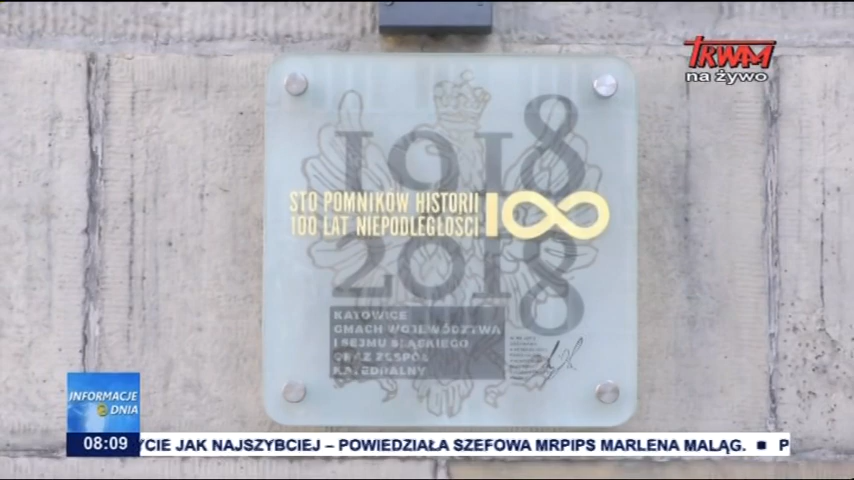 TRWAM
na żywo
1918
STO POMNIKÓW HISTORII
100 LAT NIEPODLEGŁOŚCI
100
2018
KATOWICE
GMACH WOJEWÓDZTWA
I SEJMU ŚLĄSKIEGO
ORAZ ZESPÓŁ
KATEDRALNY
INFORMACJE
DNIA
08:09
YCIE JAK NAJSZYBCIEJ – POWIEDZIAŁA SZEFOWA MRPIPS MARLENA MALĄG. ■ P